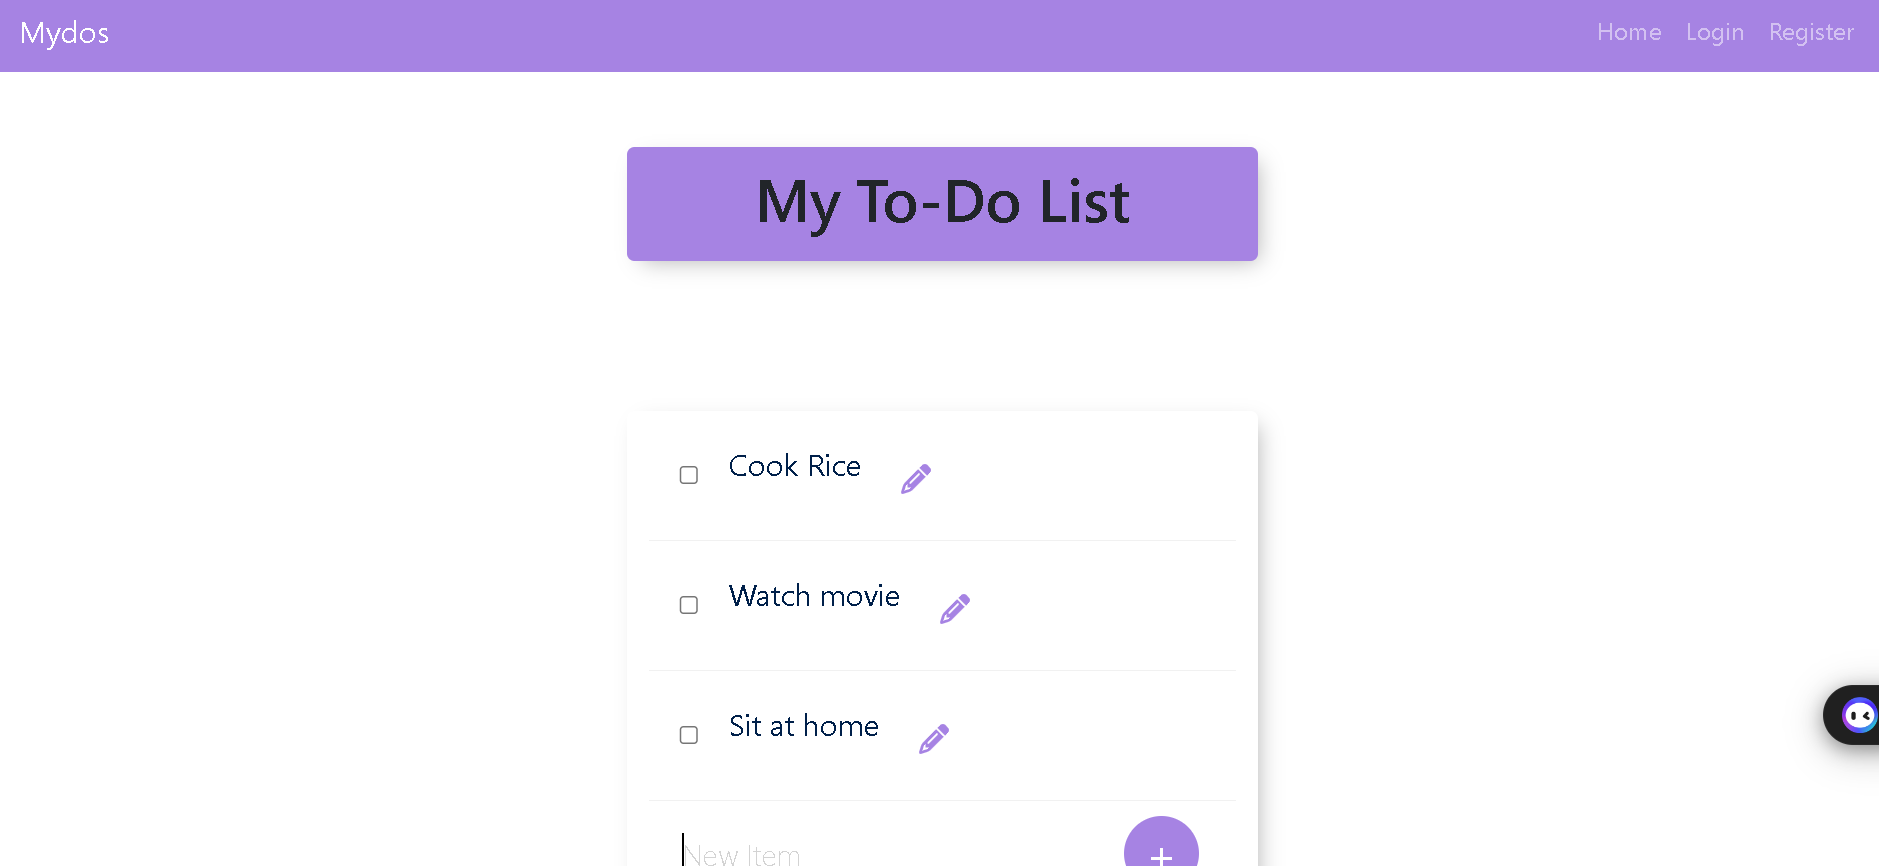 Mydos
Home Login Register
My To-Do List
Cook Rice
Watch movie
Sit at home
New Item
+